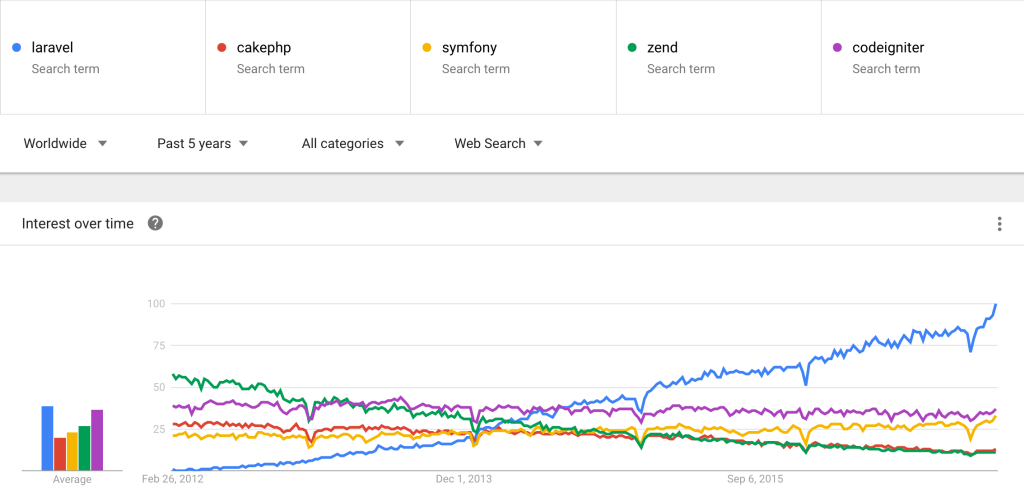 laravel cakephp symfony zend codeigniter
Search term Search term Search term Search term Search term
Worldwide Past 5 years All categories Web Search
Interest over time ?
100
75
50
25
Average Feb 26, 2012 Dec 1, 2013 Sep 6, 2015